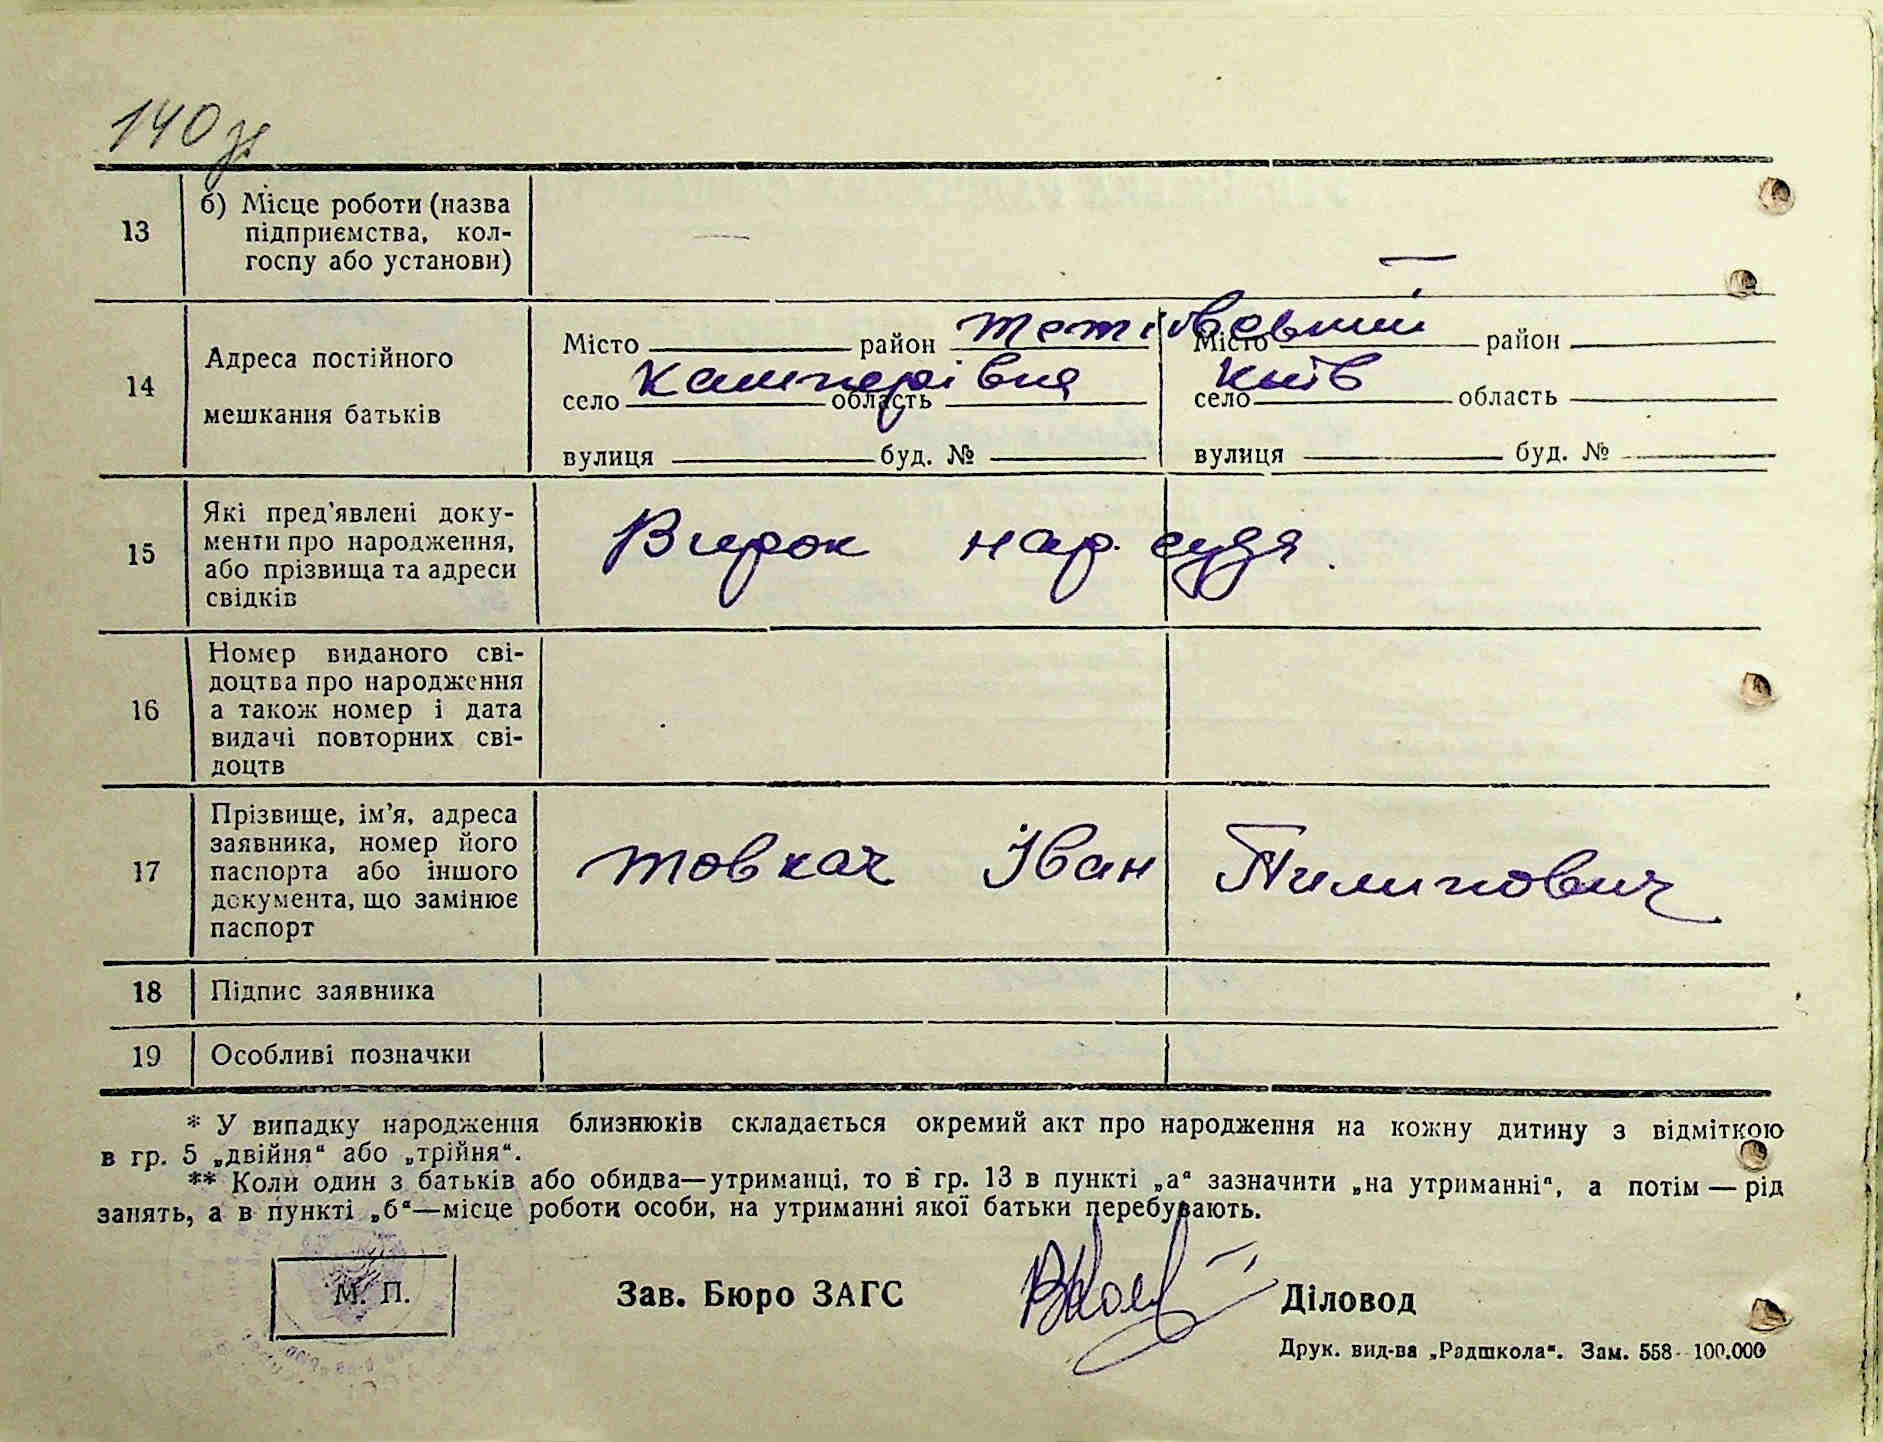 140 зв
13 б) Місце роботи (назва
підприємства, кол-
госпу або установи) —
14 Адреса постійного
мешкання батьків
Місто район Тетіївський Місто район
село Кашперівка область село Київ область
вулиця буд. № вулиця буд. №
15 Які пред'явлені доку-
менти про народження,
або прізвища та адреси
свідків
Вирок нар. суда.
16 Номер виданого сві-
доцтва про народження
а також номер і дата
видачі повторних сві-
доцтв
17 Прізвище, ім'я, адреса
заявника, номер його
паспорта або іншого
документа, що замінює
паспорт
Товкач Іван Пилипович
18 Підпис заявника
19 Особливі позначки
* У випадку народження близнюків складається окремий акт про народження на кожну дитину з відміткою
в гр. 5 „двійня“ або „трійня“.
** Коли один з батьків або обидва—утриманці, то в гр. 13 в пункті „а“ зазначити „на утриманні“, а потім — рід
занять, а в пункті „б“—місце роботи особи, на утриманні якої батьки перебувають.
М. П. Зав. Бюро ЗАГС Діловод
Друк. вид-ва „Радшкола“. Зам. 558—100.000